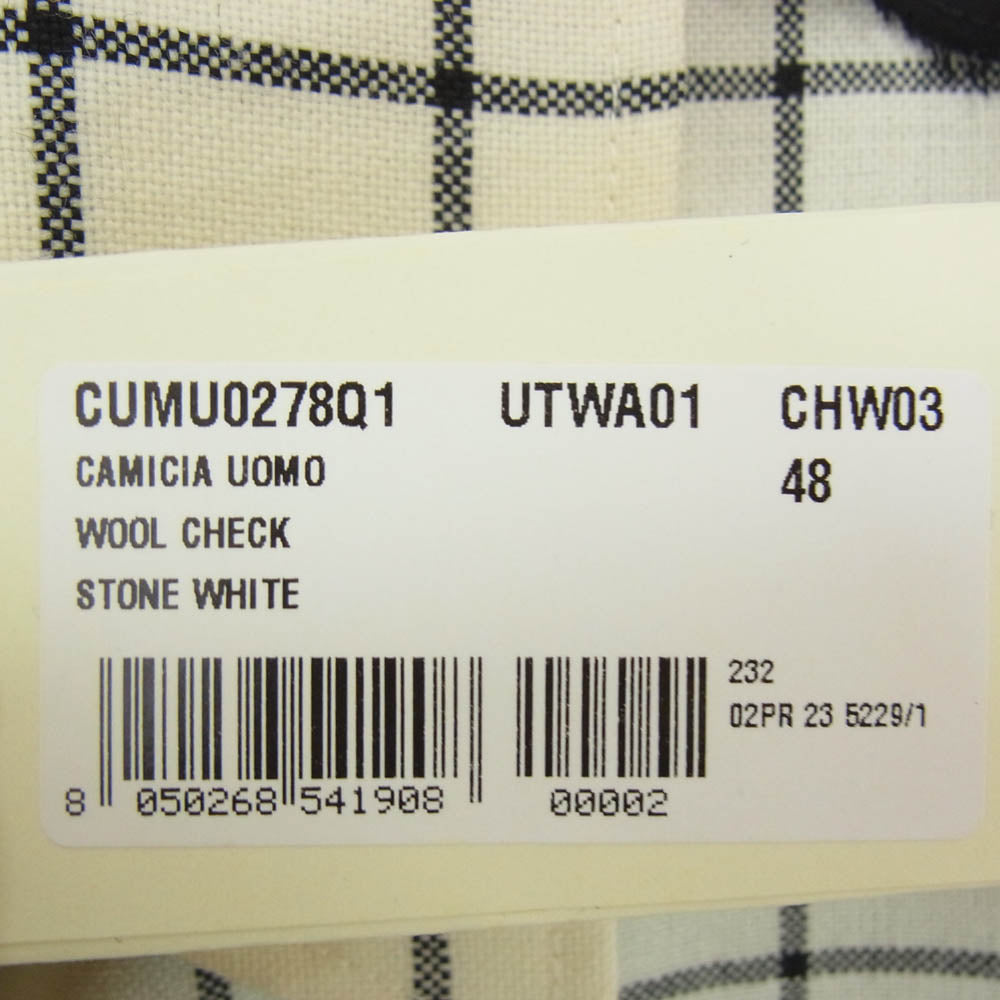 CUMU0278Q1 UTWA01 CHW03
CAMICIA UOMO 48
WOOL CHECK
STONE WHITE
232
02PR 23 5229/1
8 050268 541908 00002